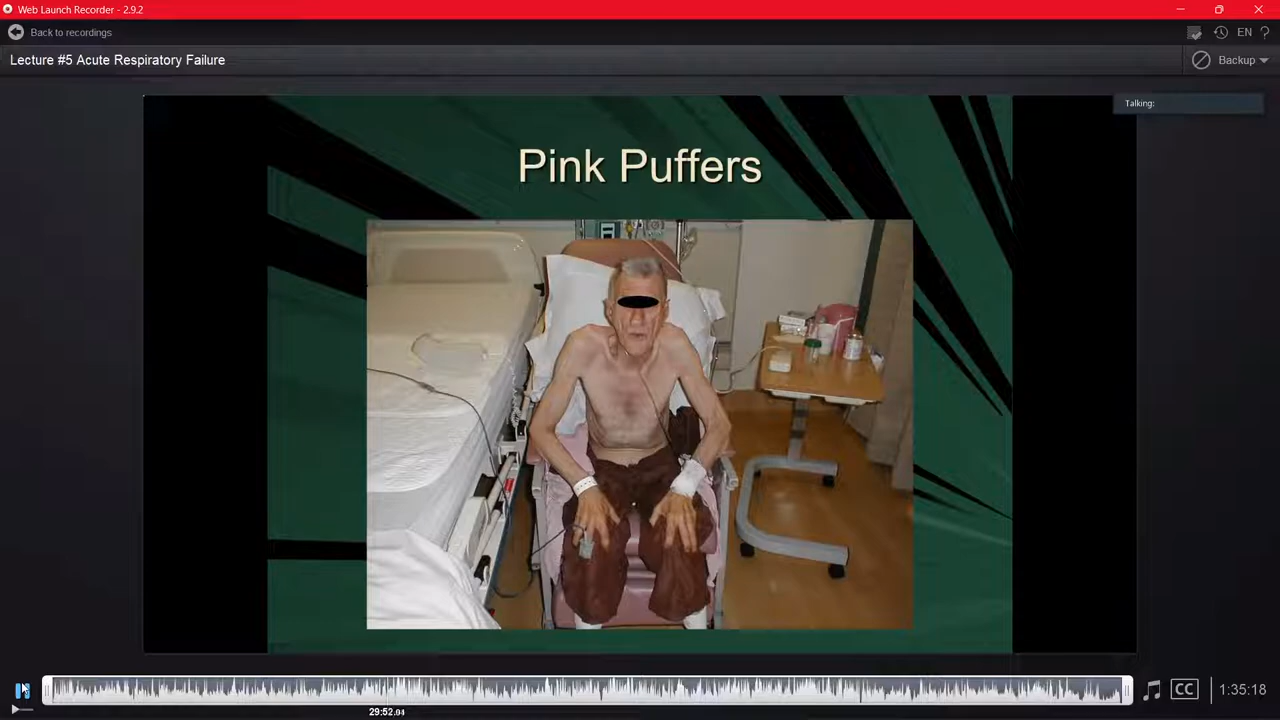 Web Launch Recorder - 2.9.2
Back to recordings
EN ?
Lecture #5 Acute Respiratory Failure
Backup
Talking:
Pink Puffers
CC
1:35:18
29:52.04